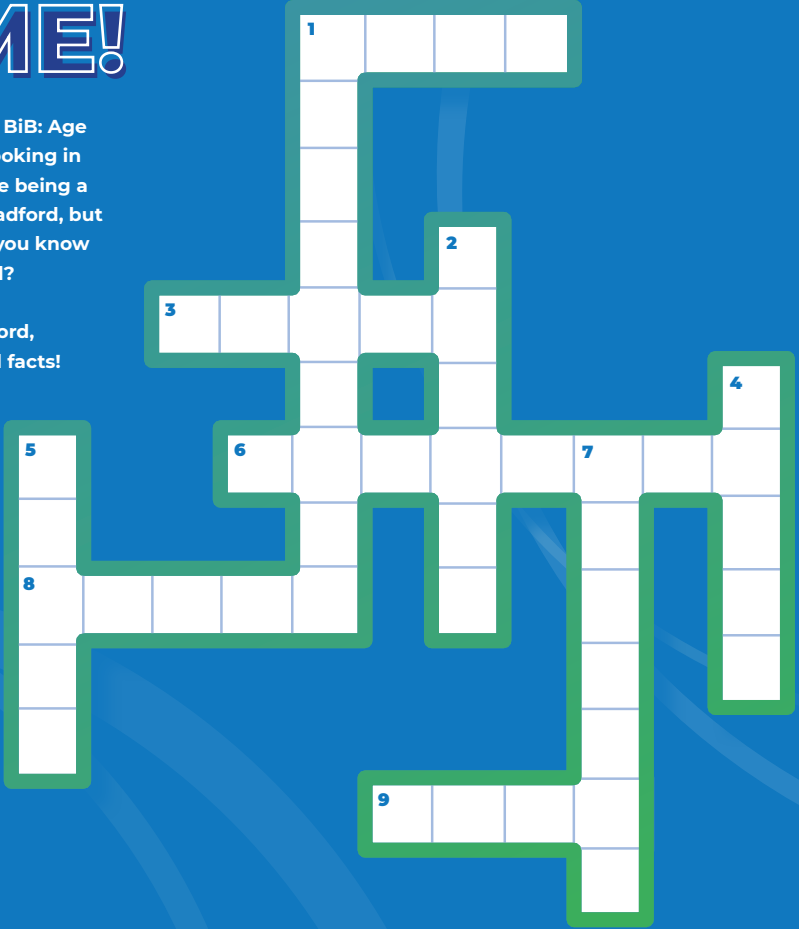 ME!
BiB: Age
ooking in
e being a
adford, but
you know
?
ord,
facts!
1
2
3
4
5
6
7
8
9